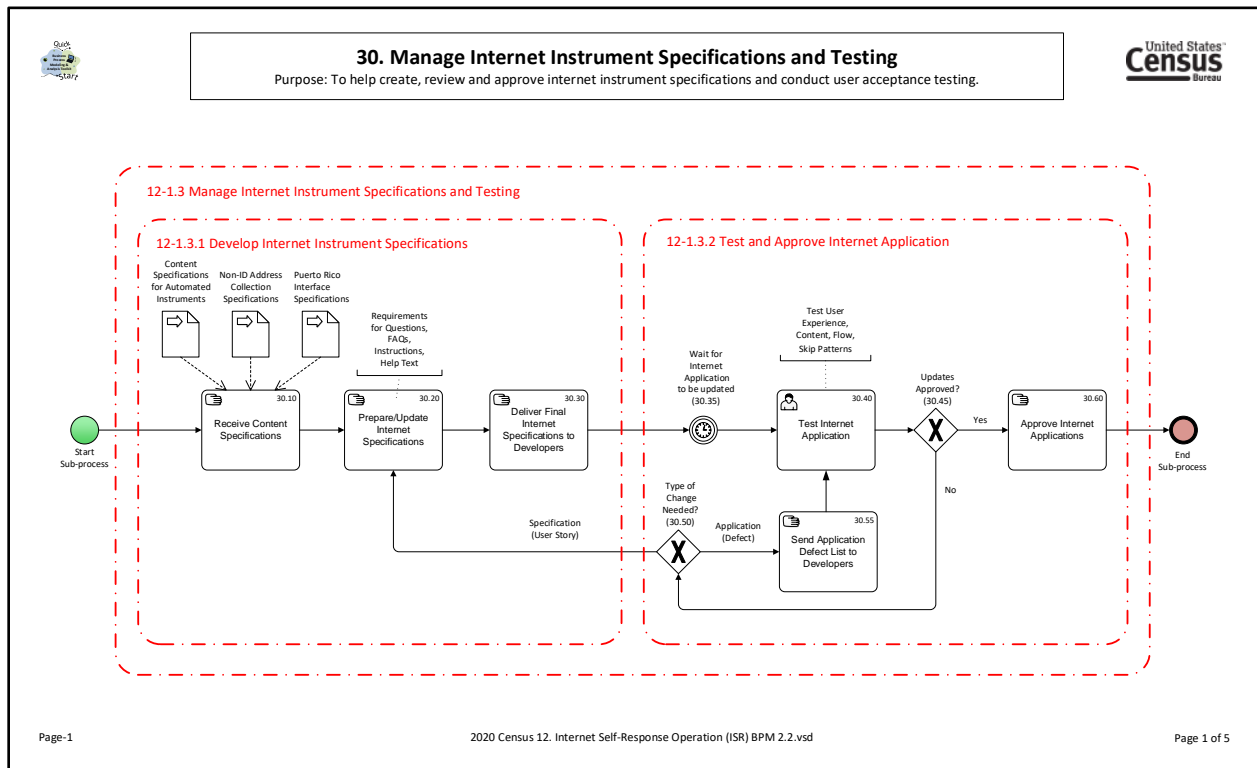 Quick
Business
Process
Modeling &
Analysis Toolkit
Start
30. Manage Internet Instrument Specifications and Testing
Purpose: To help create, review and approve internet instrument specifications and conduct user acceptance testing.
United States™
Census
Bureau
12-1.3 Manage Internet Instrument Specifications and Testing
12-1.3.1 Develop Internet Instrument Specifications
Content
Specifications
for Automated
Instruments
Non-ID Address
Collection
Specifications
Puerto Rico
Interface
Specifications
Requirements
for Questions,
FAQs,
Instructions,
Help Text
Start
Sub-process
30.10
Receive Content
Specifications
30.20
Prepare/Update
Internet
Specifications
30.30
Deliver Final
Internet
Specifications to
Developers
Specification
(User Story)
12-1.3.2 Test and Approve Internet Application
Wait for
Internet
Application
to be updated
(30.35)
Test User
Experience,
Content, Flow,
Skip Patterns
30.40
Test Internet
Application
Updates
Approved?
(30.45)
Yes
No
30.60
Approve Internet
Applications
End
Sub-process
Type of
Change
Needed?
(30.50)
Application
(Defect)
30.55
Send Application
Defect List to
Developers
Page-1
2020 Census 12. Internet Self-Response Operation (ISR) BPM 2.2.vsd
Page 1 of 5